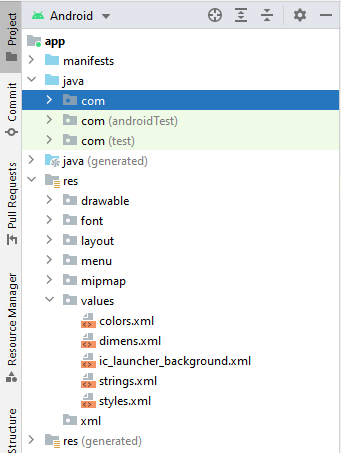 Android
app
manifests
java
com
com (androidTest)
com (test)
java (generated)
res
drawable
font
layout
menu
mipmap
values
colors.xml
dimens.xml
ic_launcher_background.xml
strings.xml
styles.xml
xml
res (generated)
Project
Commit
Pull Requests
Resource Manager
Structure